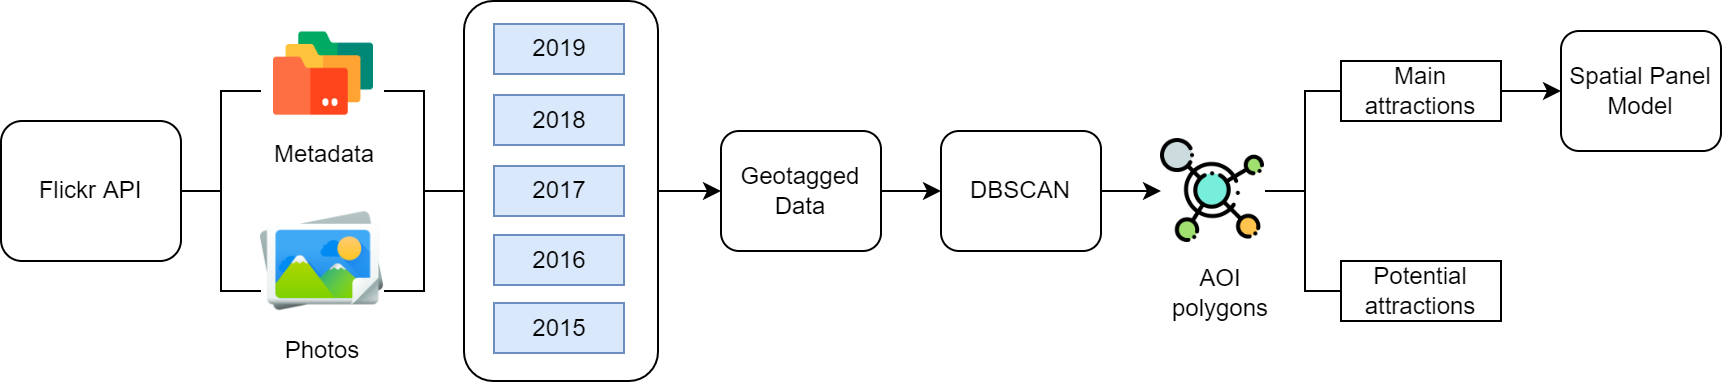 Flickr API
Metadata
Photos
2019
2018
2017
2016
2015
Geotagged
Data
DBSCAN
AOI
polygons
Main
attractions
Potential
attractions
Spatial Panel
Model